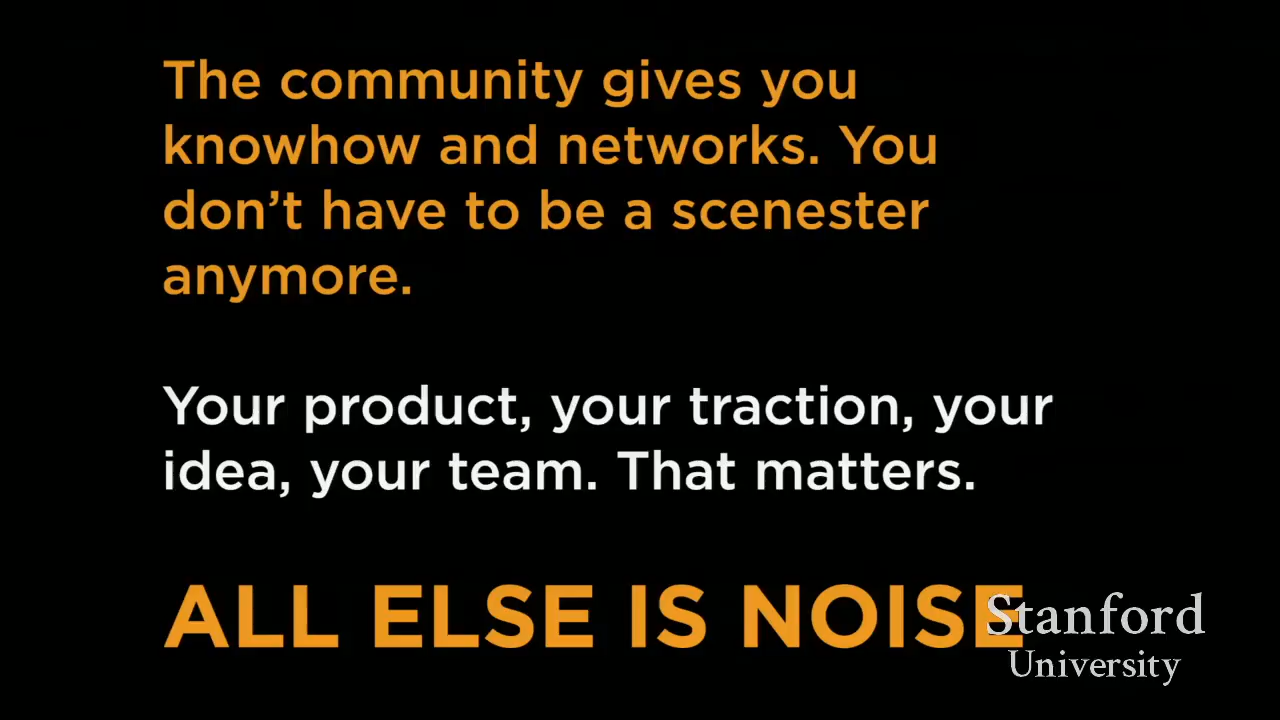 The community gives you
knowhow and networks. You
don’t have to be a scenester
anymore.
Your product, your traction, your
idea, your team. That matters.
ALL ELSE IS NOISE
Stanford
University